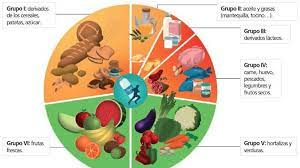 Grupo I: derivados
de los cereales,
patatas, azúcar.
Grupo II: aceite y grasas
(mantequilla, tocino…).
Grupo III:
derivados lácteos.
Grupo IV:
carne, huevo,
pescados,
legumbres y
frutos secos.
Grupo VI: frutas
frescas.
Grupo V: hortalizas y
verduras.